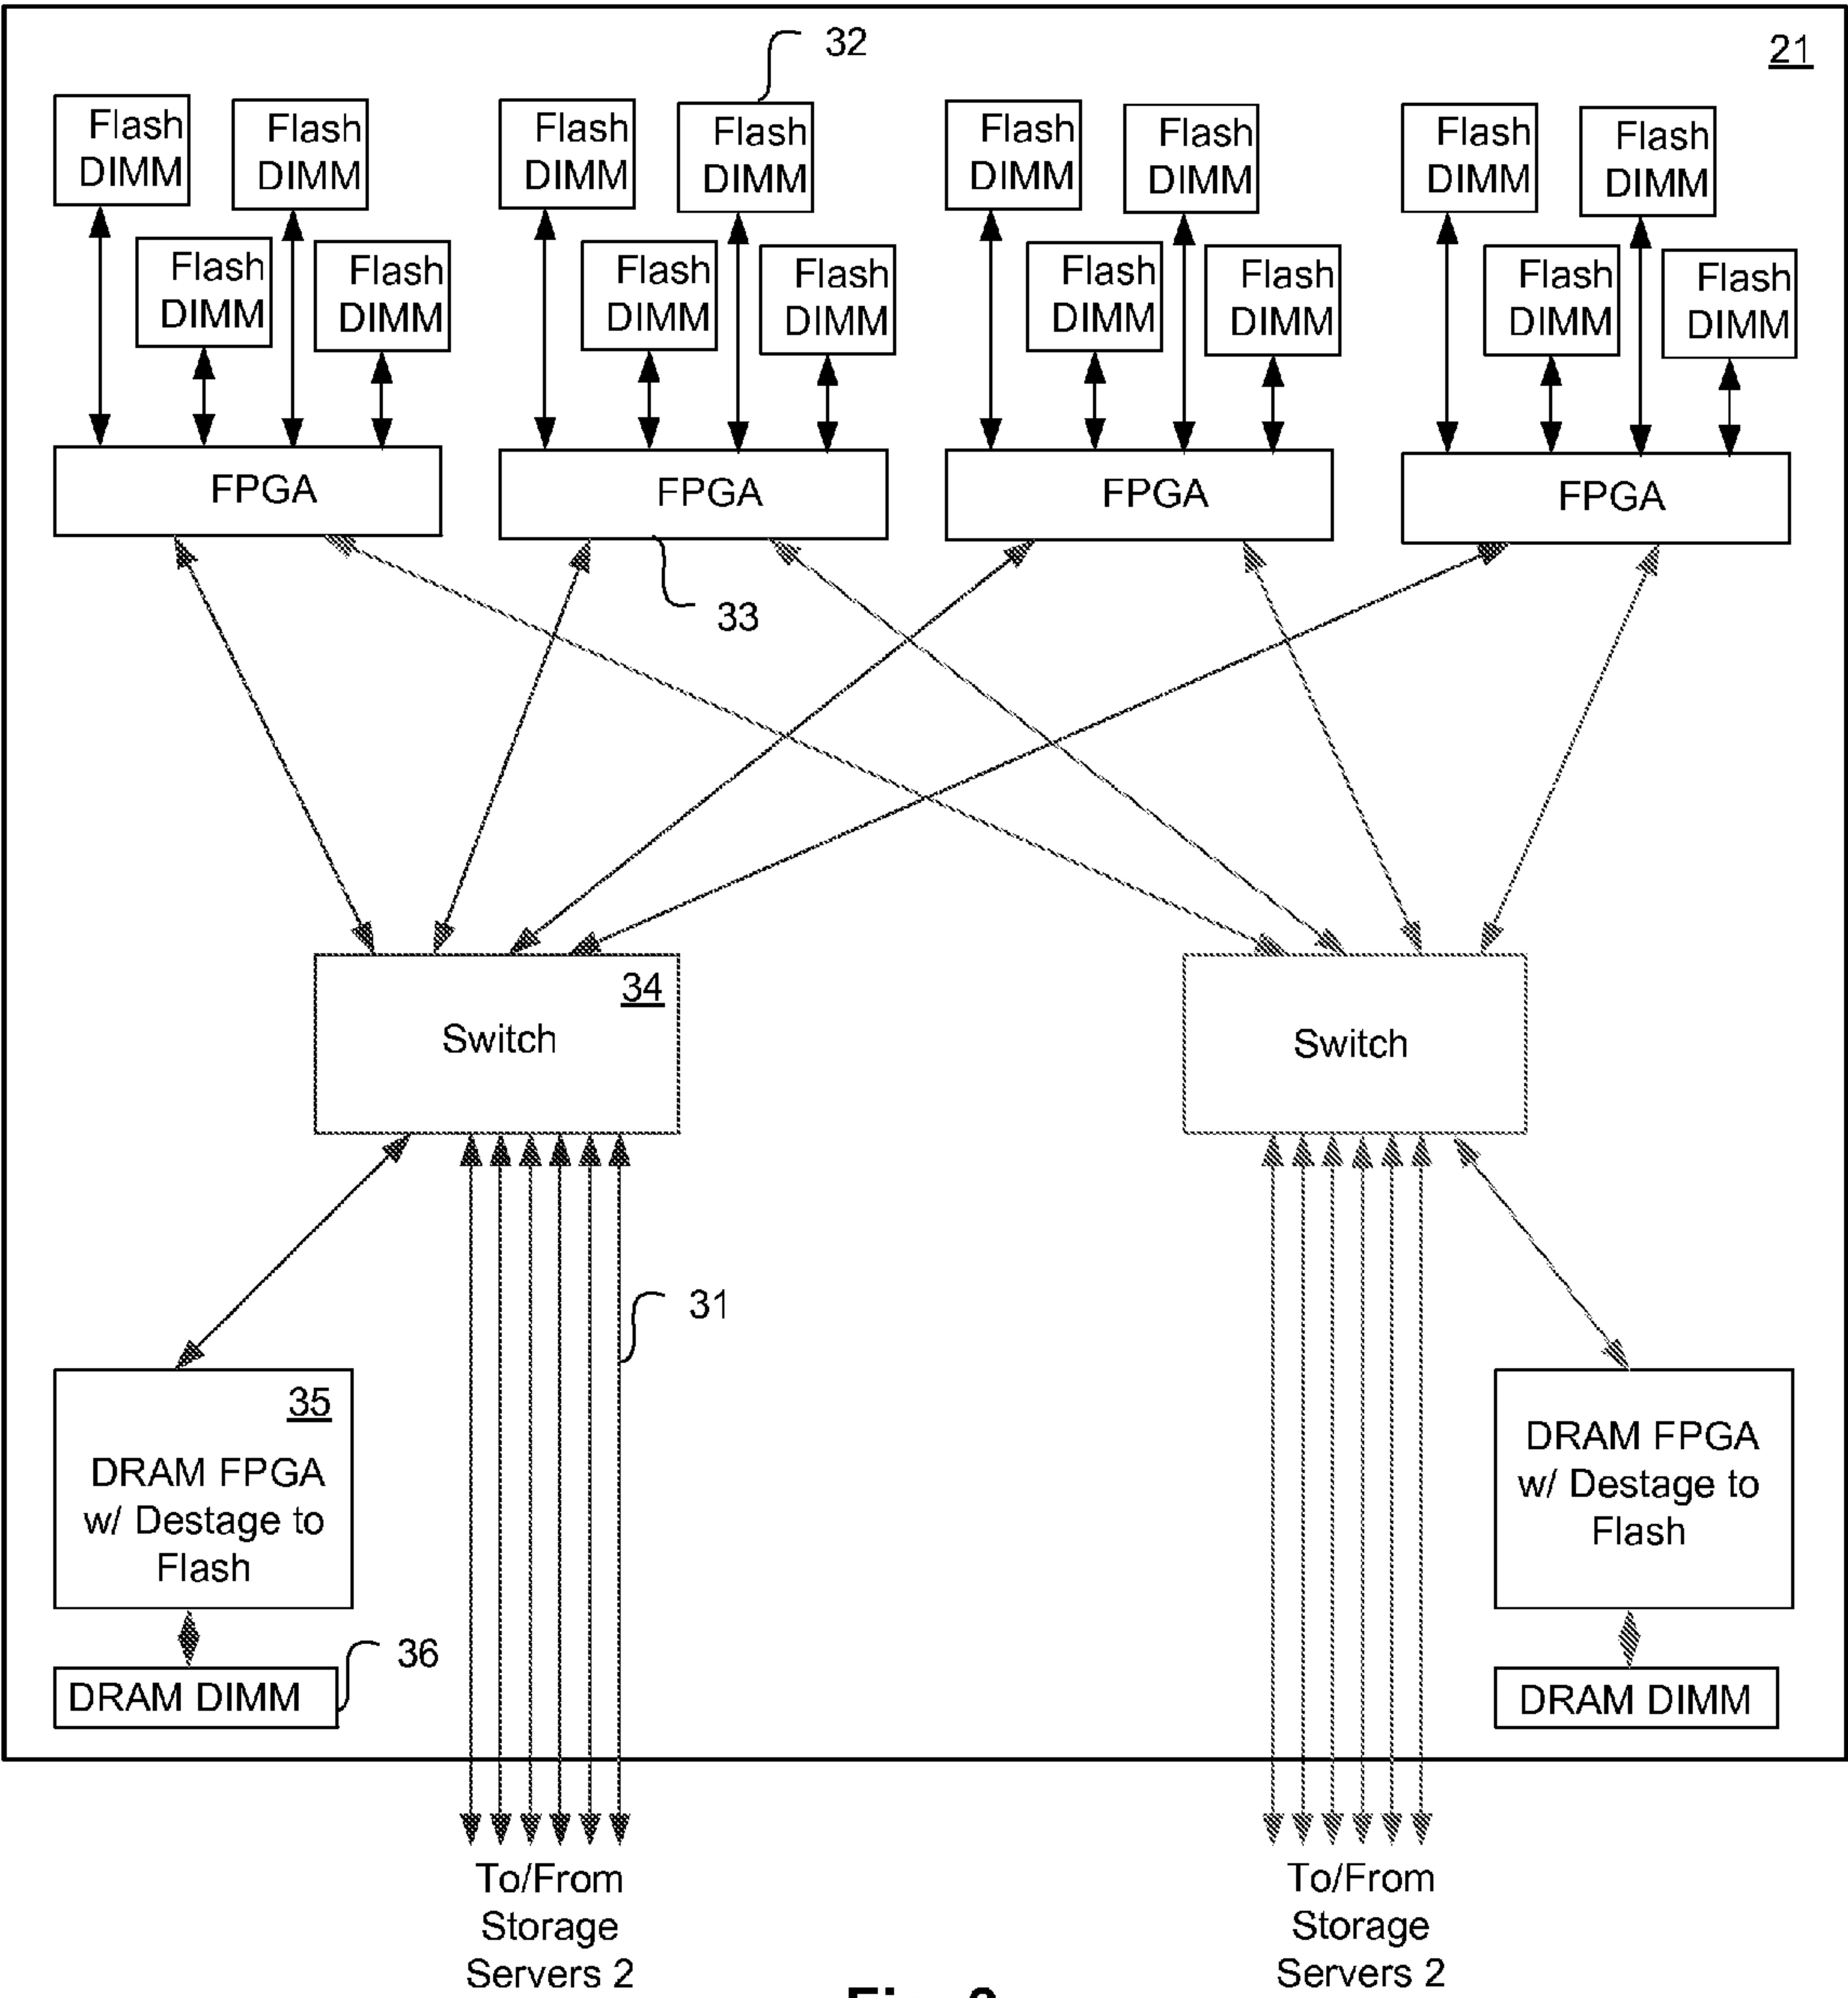 32
21
Flash
DIMM
Flash
DIMM
Flash
DIMM
Flash
DIMM
Flash
DIMM
Flash
DIMM
Flash
DIMM
Flash
DIMM
Flash
DIMM
Flash
DIMM
Flash
DIMM
Flash
DIMM
Flash
DIMM
Flash
DIMM
Flash
DIMM
Flash
DIMM
FPGA
FPGA
FPGA
FPGA
33
34
Switch
Switch
31
35
DRAM FPGA
w/ Destage to
Flash
DRAM FPGA
w/ Destage to
Flash
36
DRAM DIMM
DRAM DIMM
To/From
Storage
Servers 2
To/From
Storage
Servers 2